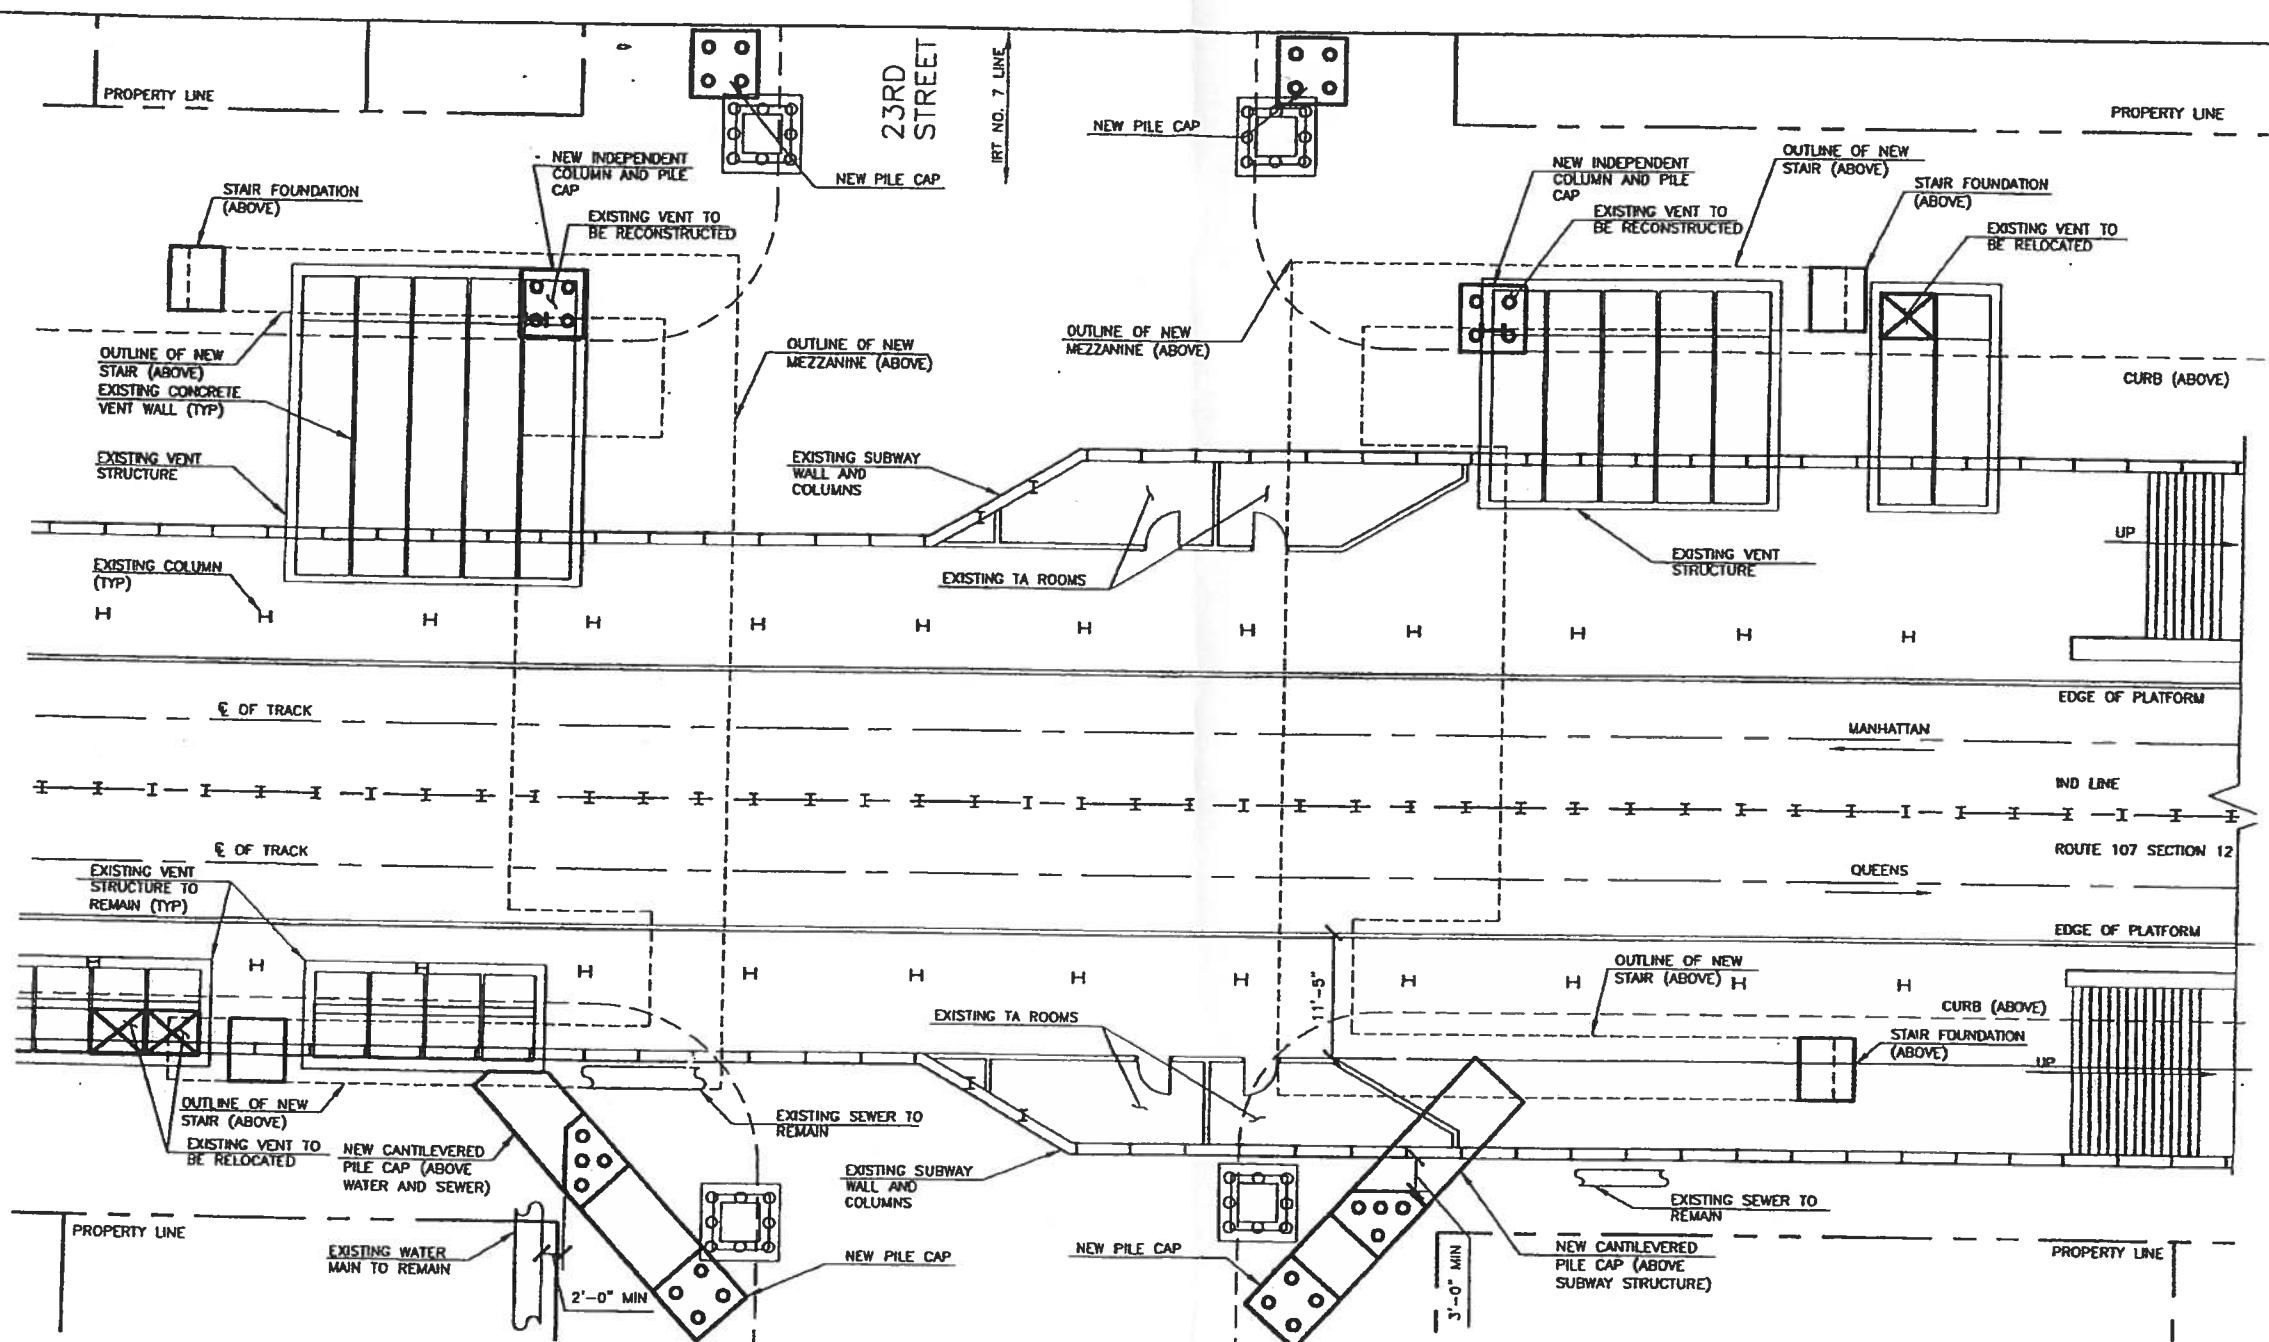 PROPERTY LINE
23RD
STREET
IRT NO. 7 LINE
NEW PILE CAP
PROPERTY LINE
NEW INDEPENDENT
COLUMN AND PILE
CAP
NEW PILE CAP
OUTLINE OF NEW
STAIR (ABOVE)
NEW INDEPENDENT
COLUMN AND PILE
CAP
STAIR FOUNDATION
(ABOVE)
STAIR FOUNDATION
(ABOVE)
EXISTING VENT TO
BE RECONSTRUCTED
EXISTING VENT TO
BE RECONSTRUCTED
EXISTING VENT TO
BE RELOCATED
OUTLINE OF NEW
STAIR (ABOVE)
OUTLINE OF NEW
MEZZANINE (ABOVE)
OUTLINE OF NEW
MEZZANINE (ABOVE)
CURB (ABOVE)
EXISTING CONCRETE
VENT WALL (TYP)
EXISTING VENT
STRUCTURE
EXISTING SUBWAY
WALL AND
COLUMNS
UP
EXISTING COLUMN
(TYP)
EXISTING TA ROOMS
EXISTING VENT
STRUCTURE
EDGE OF PLATFORM
℄ OF TRACK
MANHATTAN
IND LINE
℄ OF TRACK
ROUTE 107 SECTION 12
QUEENS
EXISTING VENT
STRUCTURE TO
REMAIN (TYP)
EDGE OF PLATFORM
OUTLINE OF NEW
STAIR (ABOVE)
11'-5"
CURB (ABOVE)
EXISTING TA ROOMS
STAIR FOUNDATION
(ABOVE)
UP
OUTLINE OF NEW
STAIR (ABOVE)
EXISTING SEWER TO
REMAIN
EXISTING VENT TO
BE RELOCATED
NEW CANTILEVERED
PILE CAP (ABOVE
WATER AND SEWER)
EXISTING SUBWAY
WALL AND
COLUMNS
EXISTING SEWER TO
REMAIN
PROPERTY LINE
EXISTING WATER
MAIN TO REMAIN
NEW PILE CAP
NEW PILE CAP
NEW CANTILEVERED
PILE CAP (ABOVE
SUBWAY STRUCTURE)
PROPERTY LINE
2'-0" MIN
3'-0" MIN